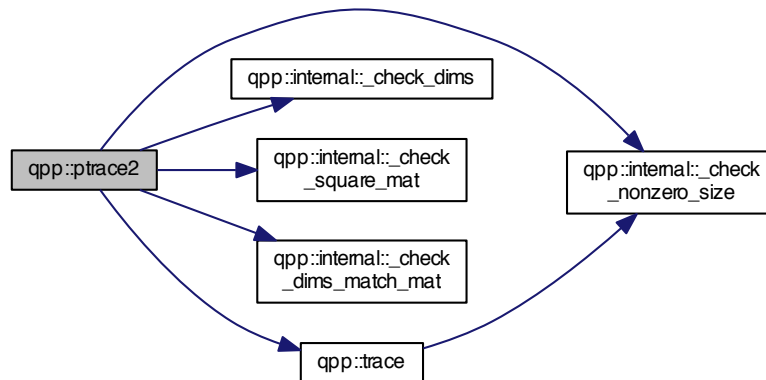 qpp::ptrace2
qpp::internal::_check_dims
qpp::internal::_check
_square_mat
qpp::internal::_check
_dims_match_mat
qpp::trace
qpp::internal::_check
_nonzero_size